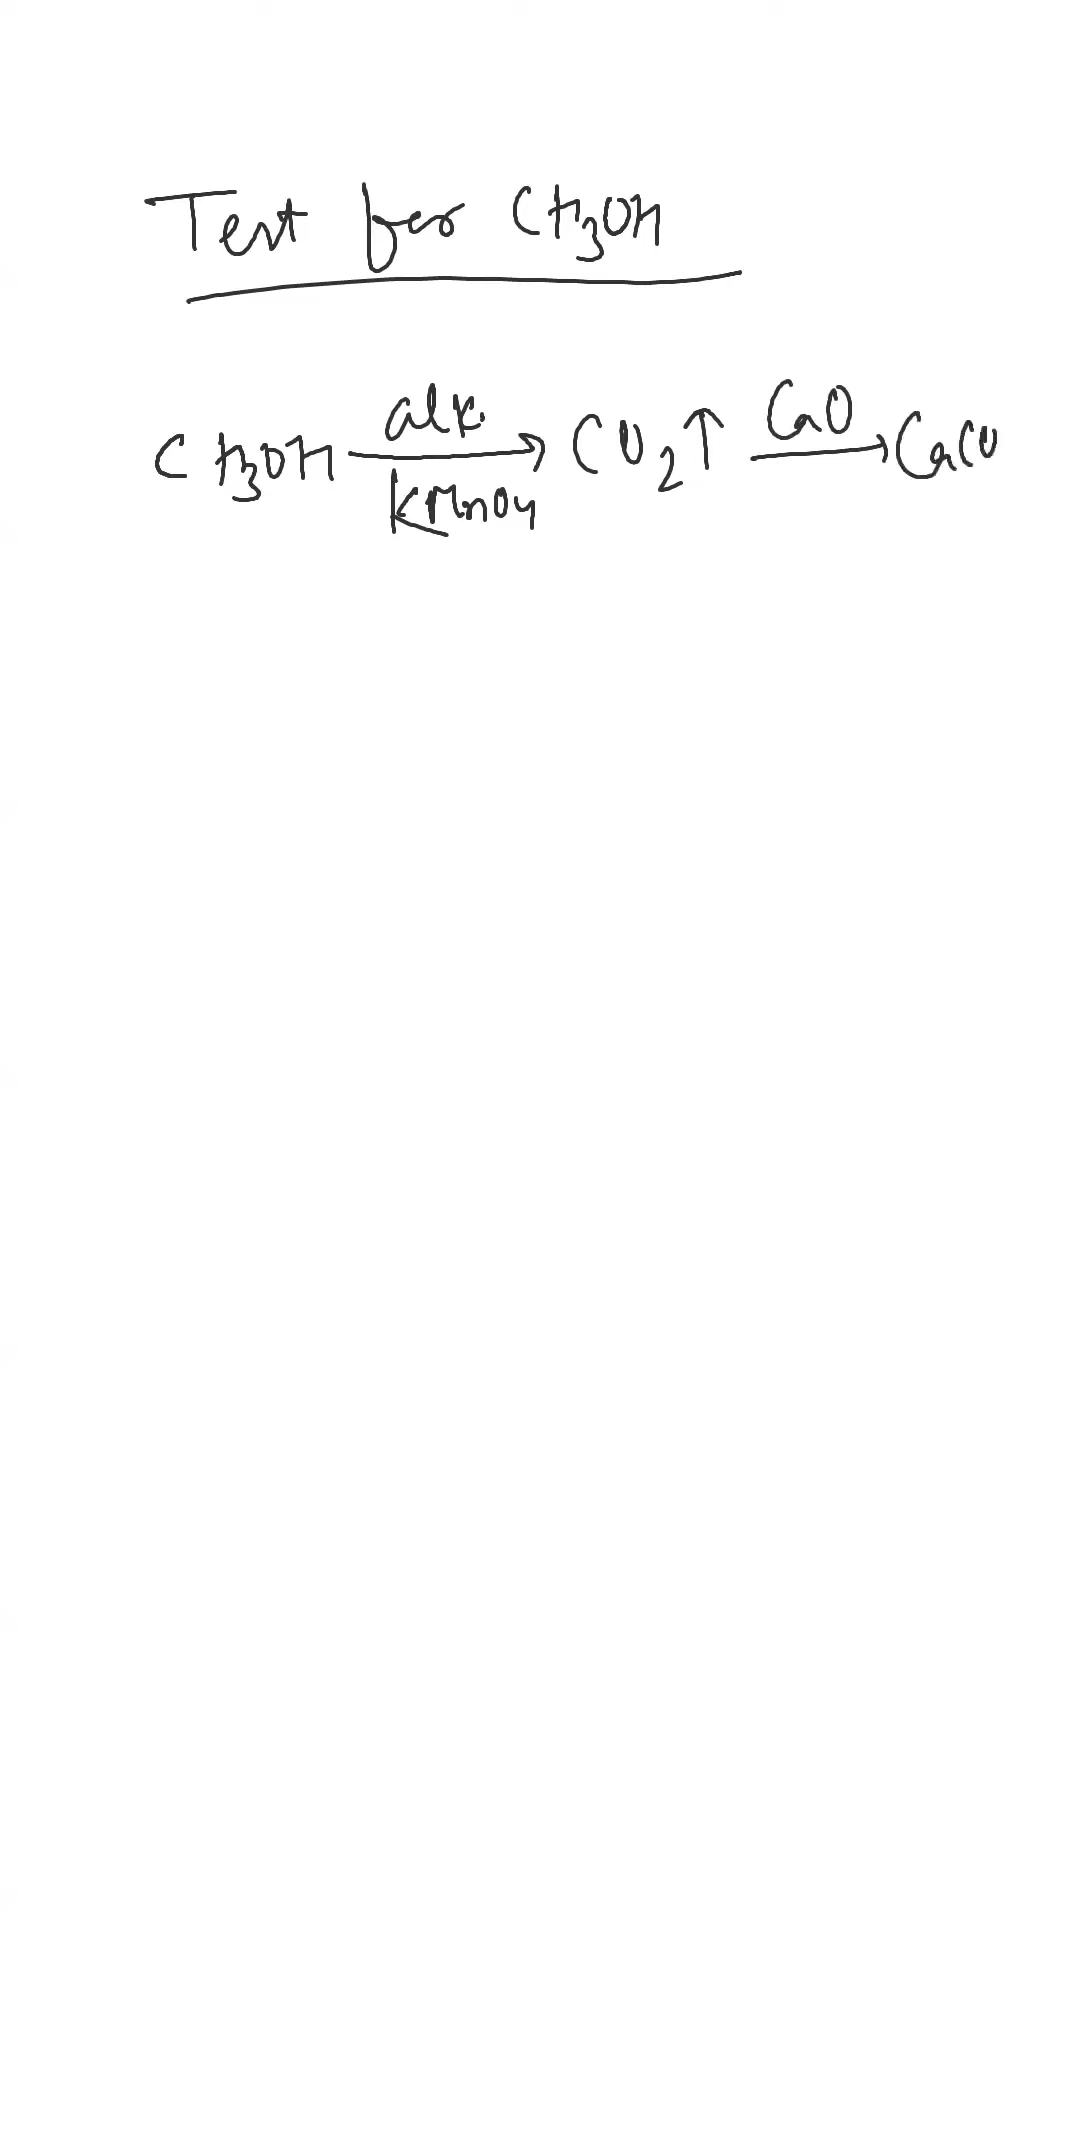 Test for CH3OH
CH3OH alk. KMnO4 → CO2↑ CaO → CaCO